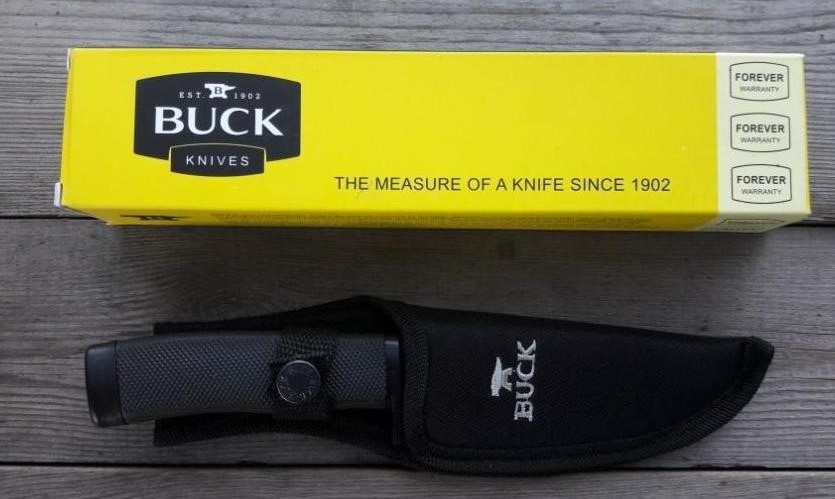 EST. B 1902
BUCK
KNIVES
THE MEASURE OF A KNIFE SINCE 1902
FOREVER
WARRANTY
FOREVER
WARRANTY
FOREVER
WARRANTY
BUCK